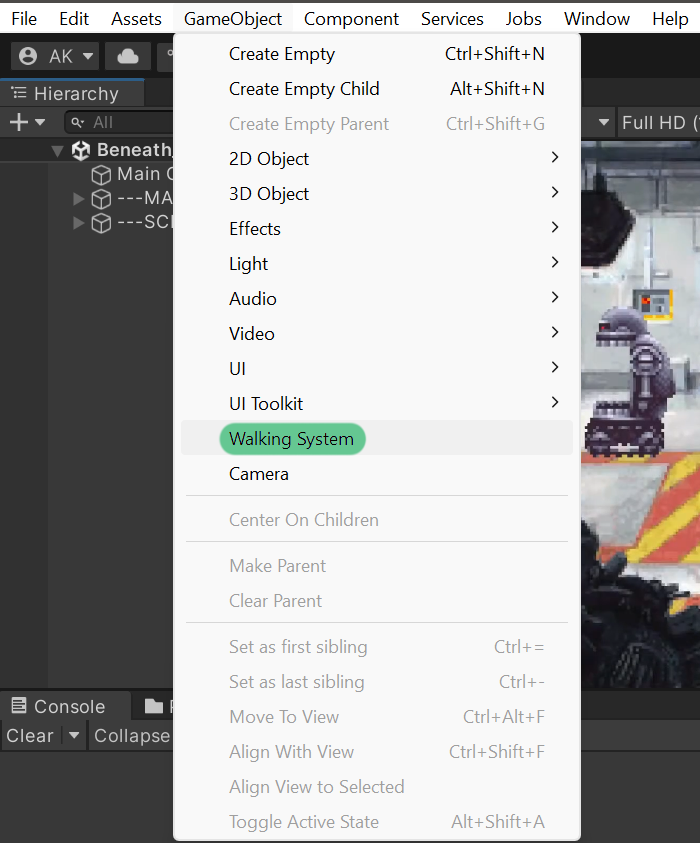 File Edit Assets GameObject Component Services Jobs Window Help
AK
Hierarchy
All
Full HD (
Beneath
Main
---MA
---SC
Create Empty Ctrl+Shift+N
Create Empty Child Alt+Shift+N
Create Empty Parent Ctrl+Shift+G
2D Object
3D Object
Effects
Light
Audio
Video
UI
UI Toolkit
Walking System
Camera
Center On Children
Make Parent
Clear Parent
Set as first sibling Ctrl+=
Set as last sibling Ctrl+-
Move To View Ctrl+Alt+F
Align With View Ctrl+Shift+F
Align View to Selected
Toggle Active State Alt+Shift+A
Console
Clear Collapse